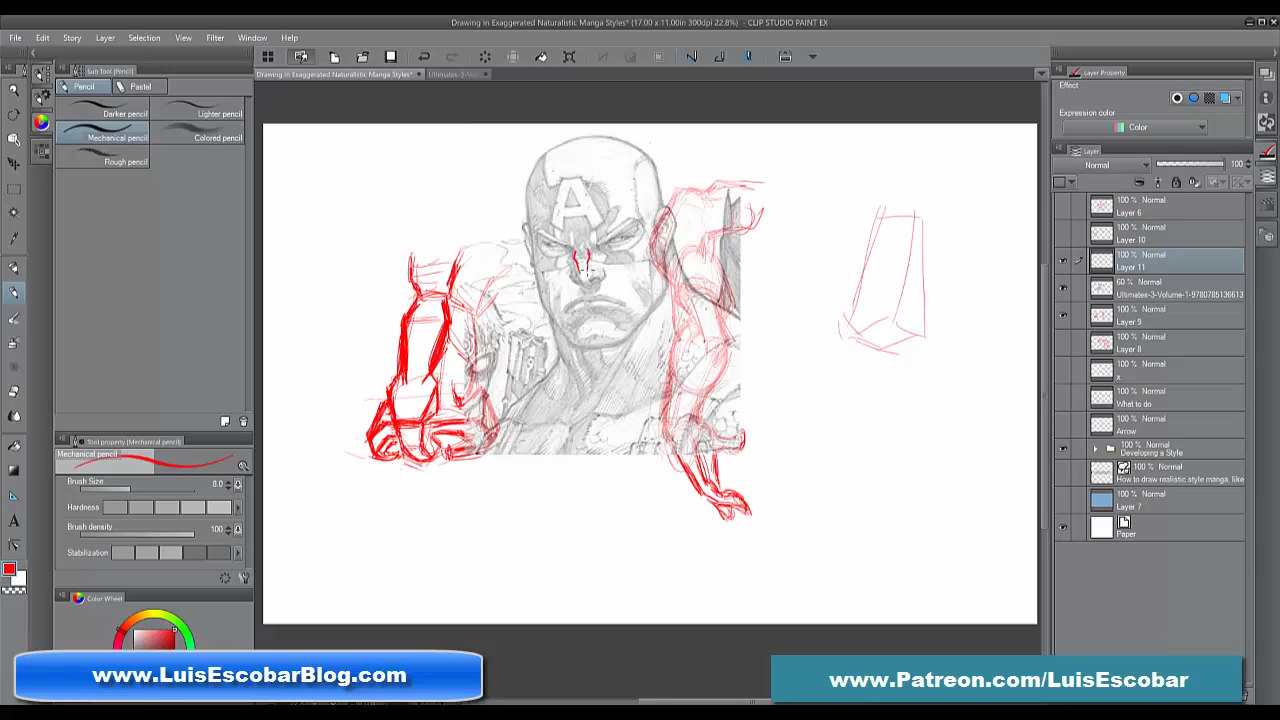 Drawing in Exaggerated Naturalistic Manga Styles* (17.00 x 11.00in 300dpi 22.8%) - CLIP STUDIO PAINT EX
File Edit Story Layer Selection View Filter Window Help
Drawing in Exaggerated Naturalistic Manga Styles*
Sub Tool [Pencil]
Pencil Pastel
Darker pencil Lighter pencil
Mechanical pencil Colored pencil
Rough pencil
Tool property [Mechanical pencil]
Mechanical pencil
Brush Size 8.0
Hardness
Brush density 100
Stabilization
Color Wheel
A
Layer Property
Effect
Expression color
Color
Layer
Normal 100
100 % Normal
Layer 6
100 % Normal
Layer 10
100 % Normal
Layer 11
60 % Normal
Ultimates-3-Volume-1-9780785136613
100 % Normal
Layer 9
100 % Normal
Layer 8
100 % Normal
x
100 % Normal
What to do
100 % Normal
Arrow
100 % Normal
Developing a Style
100 % Normal
How to draw realistic style manga, like
100 % Normal
Layer 7
Paper
www.LuisEscobarBlog.com
www.Patreon.com/LuisEscobar